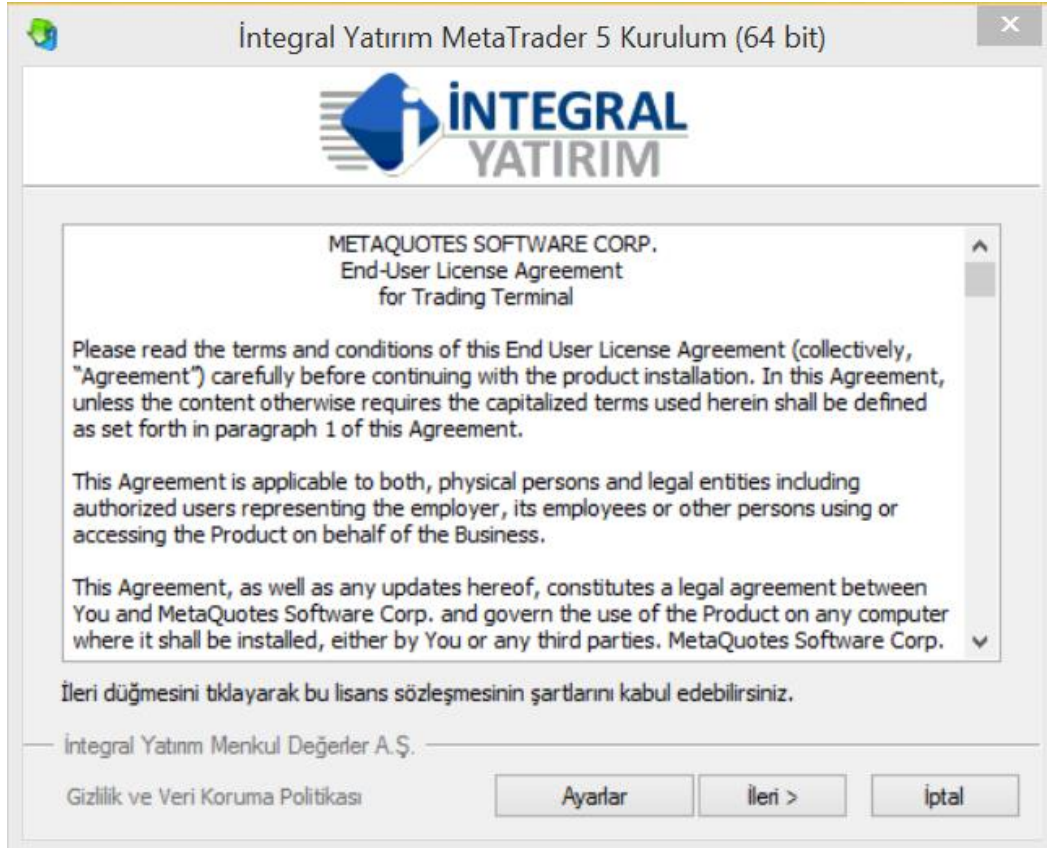 İntegral Yatırım MetaTrader 5 Kurulum (64 bit)
İNTEGRAL
YATIRIM
METAQUOTES SOFTWARE CORP.
End-User License Agreement
for Trading Terminal
Please read the terms and conditions of this End User License Agreement (collectively,
"Agreement") carefully before continuing with the product installation. In this Agreement,
unless the content otherwise requires the capitalized terms used herein shall be defined
as set forth in paragraph 1 of this Agreement.
This Agreement is applicable to both, physical persons and legal entities including
authorized users representing the employer, its employees or other persons using or
accessing the Product on behalf of the Business.
This Agreement, as well as any updates hereof, constitutes a legal agreement between
You and MetaQuotes Software Corp. and govern the use of the Product on any computer
where it shall be installed, either by You or any third parties. MetaQuotes Software Corp.
İleri düğmesini tıklayarak bu lisans sözleşmesinin şartlarını kabul edebilirsiniz.
İntegral Yatırım Menkul Değerler A.Ş.
Gizlilik ve Veri Koruma Politikası
Ayarlar
İleri >
İptal